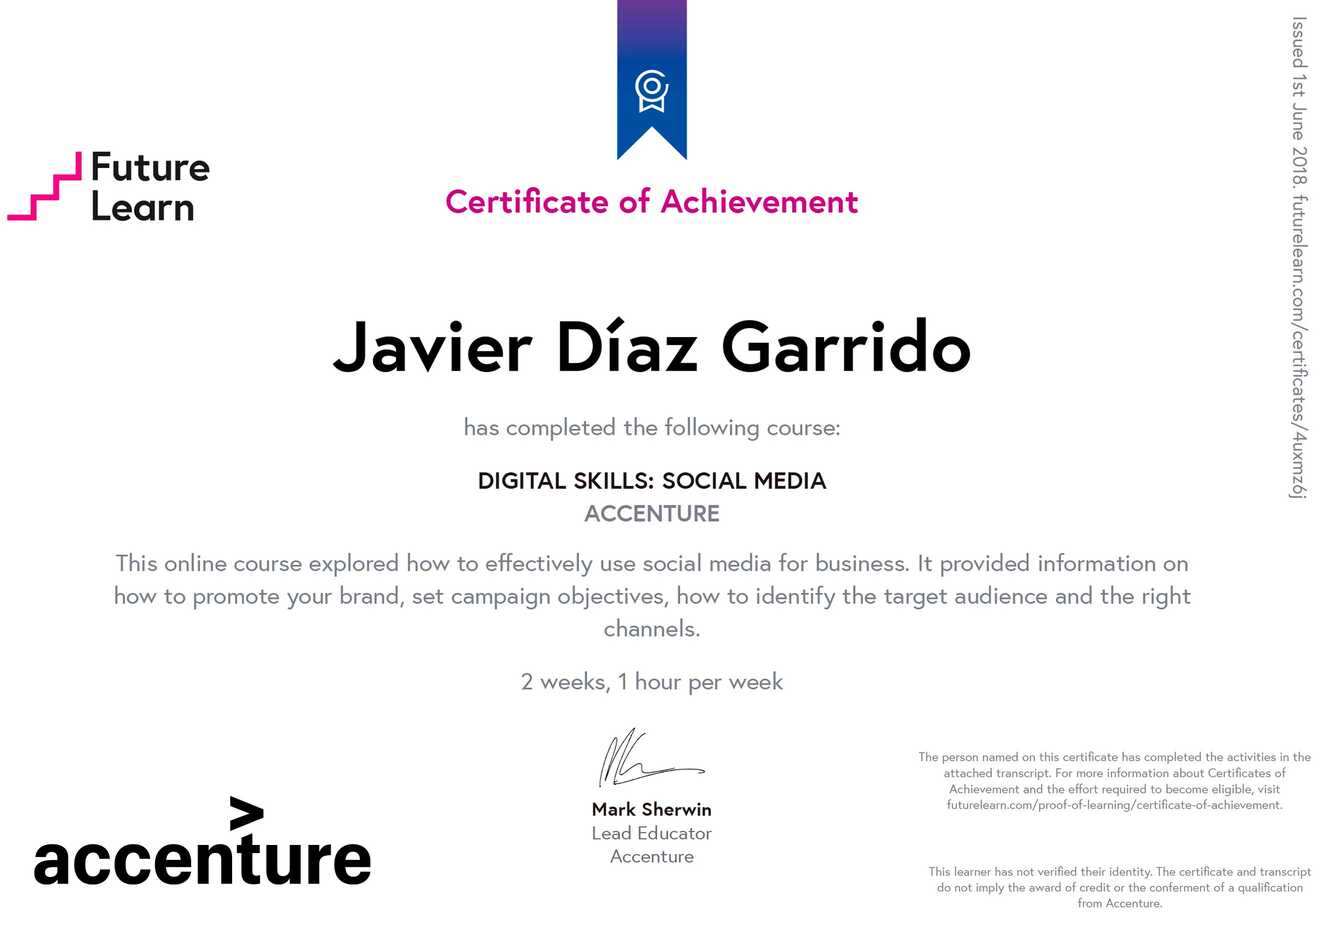 Issued 1st June 2018. futurelearn.com/certificates/4uxmz6j
Future
Learn
Certificate of Achievement
Javier Díaz Garrido
has completed the following course:
DIGITAL SKILLS: SOCIAL MEDIA
ACCENTURE
This online course explored how to effectively use social media for business. It provided information on
how to promote your brand, set campaign objectives, how to identify the target audience and the right
channels.
2 weeks, 1 hour per week
Mark Sherwin
Lead Educator
Accenture
accenture
The person named on this certificate has completed the activities in the
attached transcript. For more information about Certificates of
Achievement and the effort required to become eligible, visit
futurelearn.com/proof-of-learning/certificate-of-achievement.
This learner has not verified their identity. The certificate and transcript
do not imply the award of credit or the conferment of a qualification
from Accenture.